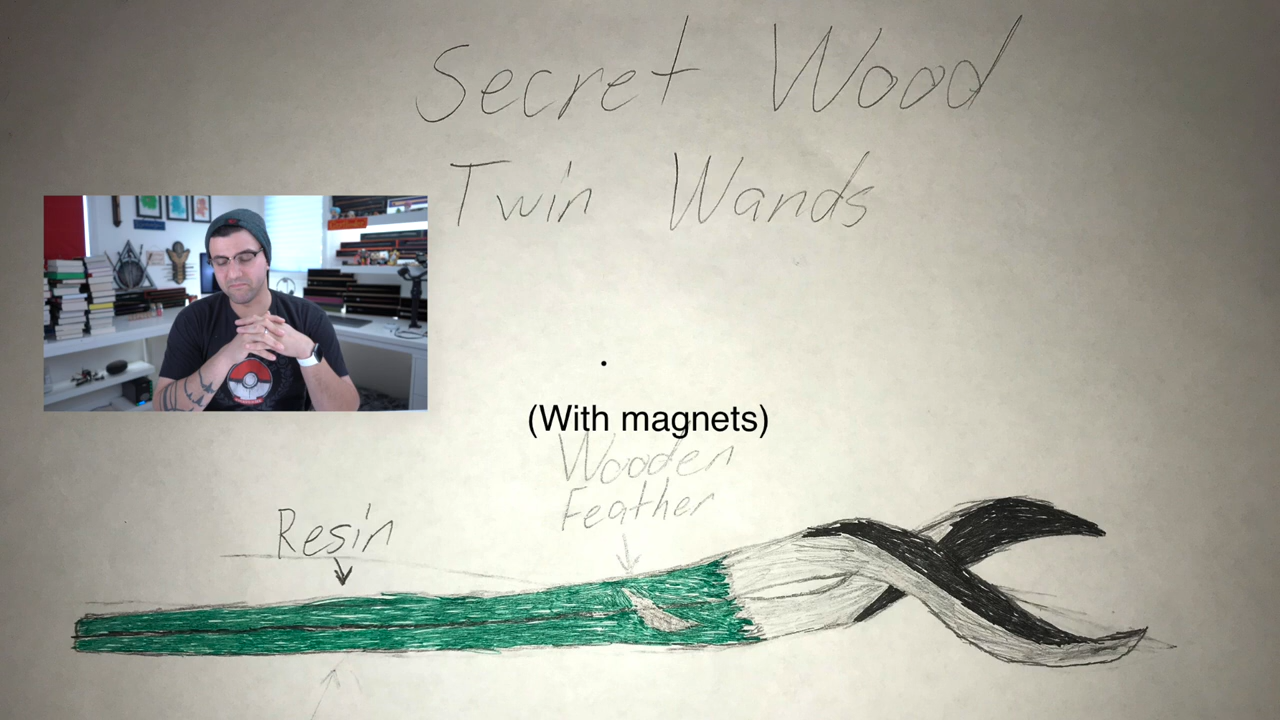 Secret Wood
Twin Wands
(With magnets)
Wooden
Feather
Resin